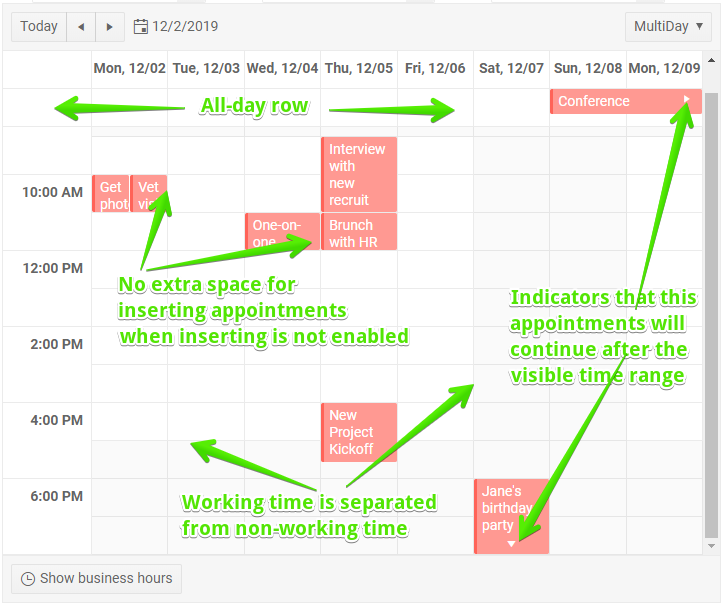 Today 12/2/2019 MultiDay
Mon, 12/02 Tue, 12/03 Wed, 12/04 Thu, 12/05 Fri, 12/06 Sat, 12/07 Sun, 12/08 Mon, 12/09
All-day row
Conference
Interview
with
new
recruit
10:00 AM
Get
phot
Vet
vis
One-on-
one
Brunch
with HR
12:00 PM
No extra space for
inserting appointments
when inserting is not enabled
Indicators that this
appointments will
continue after the
visible time range
2:00 PM
4:00 PM
New
Project
Kickoff
6:00 PM
Jane's
birthday
party
Working time is separated
from non-working time
Show business hours